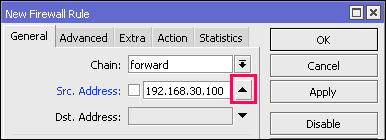 New Firewall Rule
General Advanced Extra Action Statistics
OK
Chain: forward
Cancel
Src. Address: 192.168.30.100
Apply
Dst. Address:
Disable